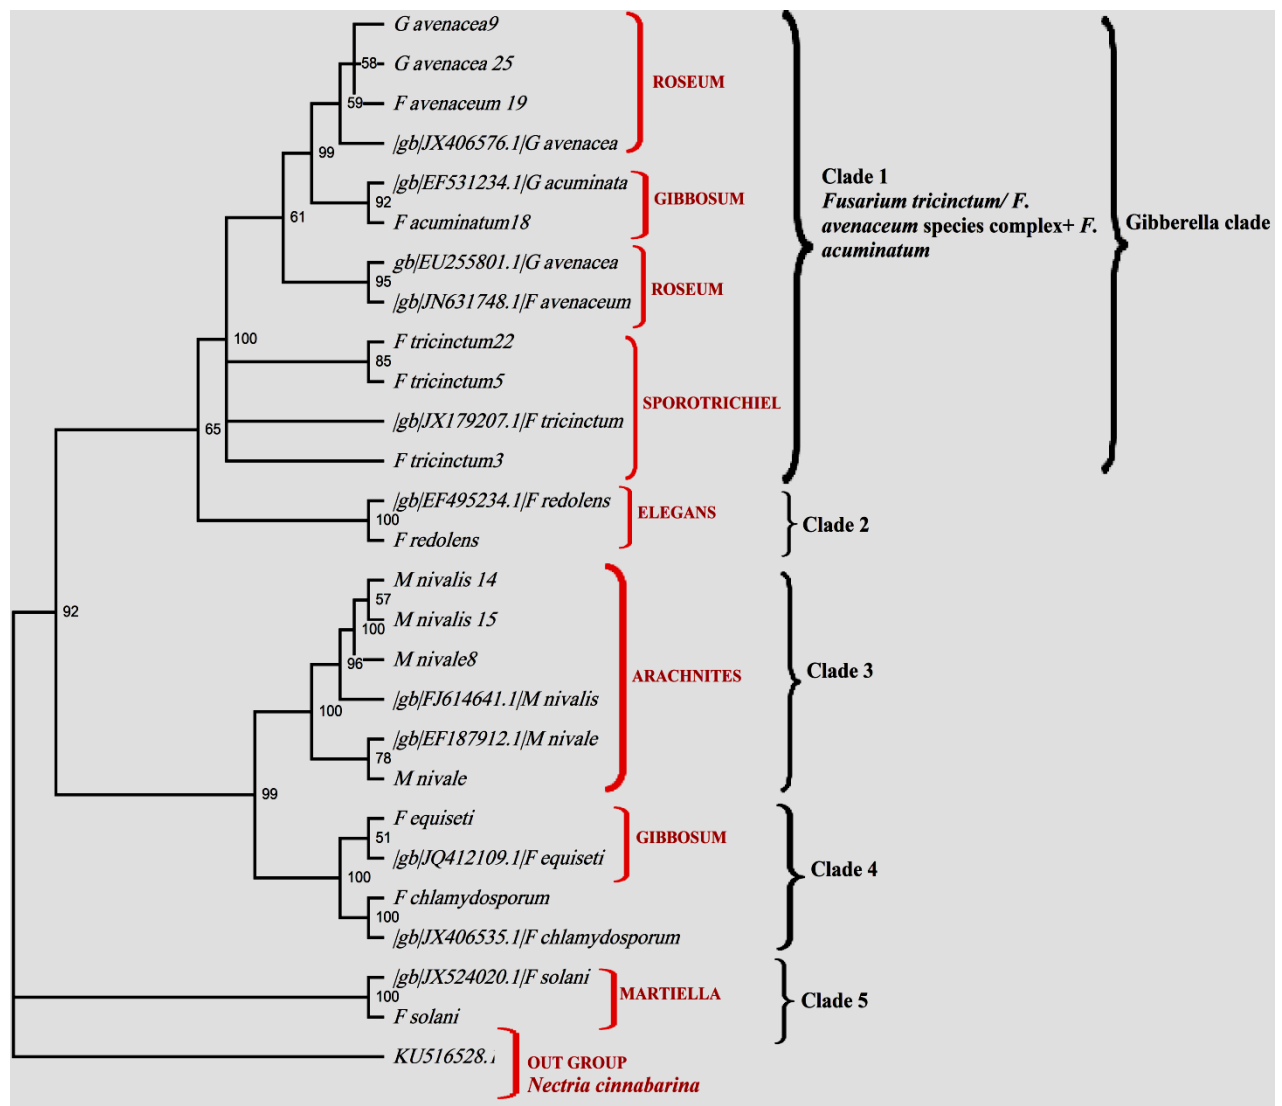 G avenacea9
58
G avenacea 25
ROSEUM
59
F avenaceum 19
99
|gb|JX406576.1|G avenacea
|gb|EF531234.1|G acuminata
92
GIBBOSUM
F acuminatum18
61
gb|EU255801.1|G avenacea
95
ROSEUM
|gb|JN631748.1|F avenaceum
100
F tricinctum22
85
F tricinctum5
SPOROTRICHIEL
|gb|JX179207.1|F tricinctum
65
F tricinctum3
Clade 1
Fusarium tricinctum/ F.
avenaceum species complex+ F.
acuminatum
Gibberella clade
|gb|EF495234.1|F redolens
100
ELEGANS
Clade 2
F redolens
92
M nivalis 14
57
M nivalis 15
100
M nivale8
96
ARACHNITES
Clade 3
|gb|FJ614641.1|M nivalis
100
|gb|EF187912.1|M nivale
78
M nivale
99
F equiseti
51
GIBBOSUM
|gb|JQ412109.1|F equiseti
100
Clade 4
F chlamydosporum
100
|gb|JX406535.1|F chlamydosporum
|gb|JX524020.1|F solani
100
MARTIELLA
Clade 5
F solani
KU516528.1
OUT GROUP
Nectria cinnabarina